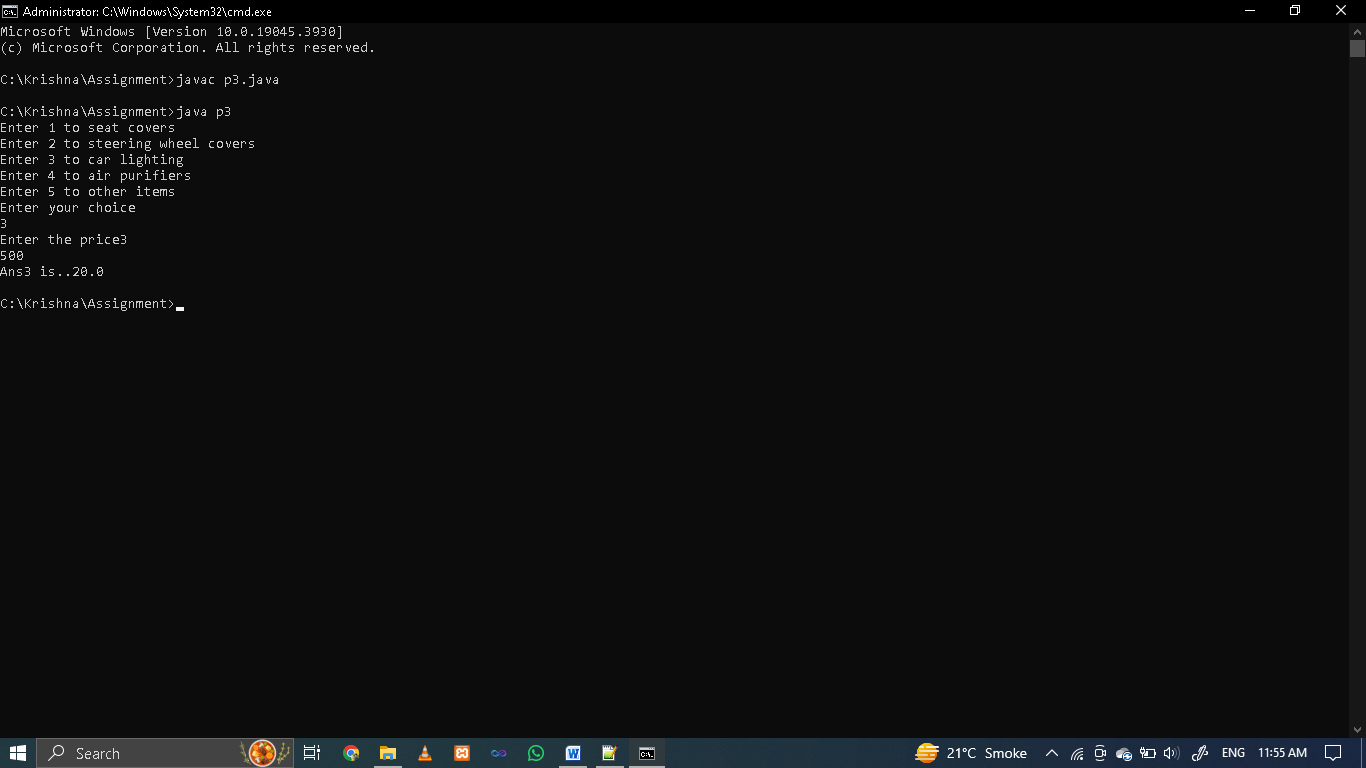 Administrator: C:\Windows\System32\cmd.exe
Microsoft Windows [Version 10.0.19045.3930]
(c) Microsoft Corporation. All rights reserved.
C:\Krishna\Assignment>javac p3.java
C:\Krishna\Assignment>java p3
Enter 1 to seat covers
Enter 2 to steering wheel covers
Enter 3 to car lighting
Enter 4 to air purifiers
Enter 5 to other items
Enter your choice
3
Enter the price3
500
Ans3 is..20.0
C:\Krishna\Assignment>
Search 21°C Smoke ENG 11:55 AM